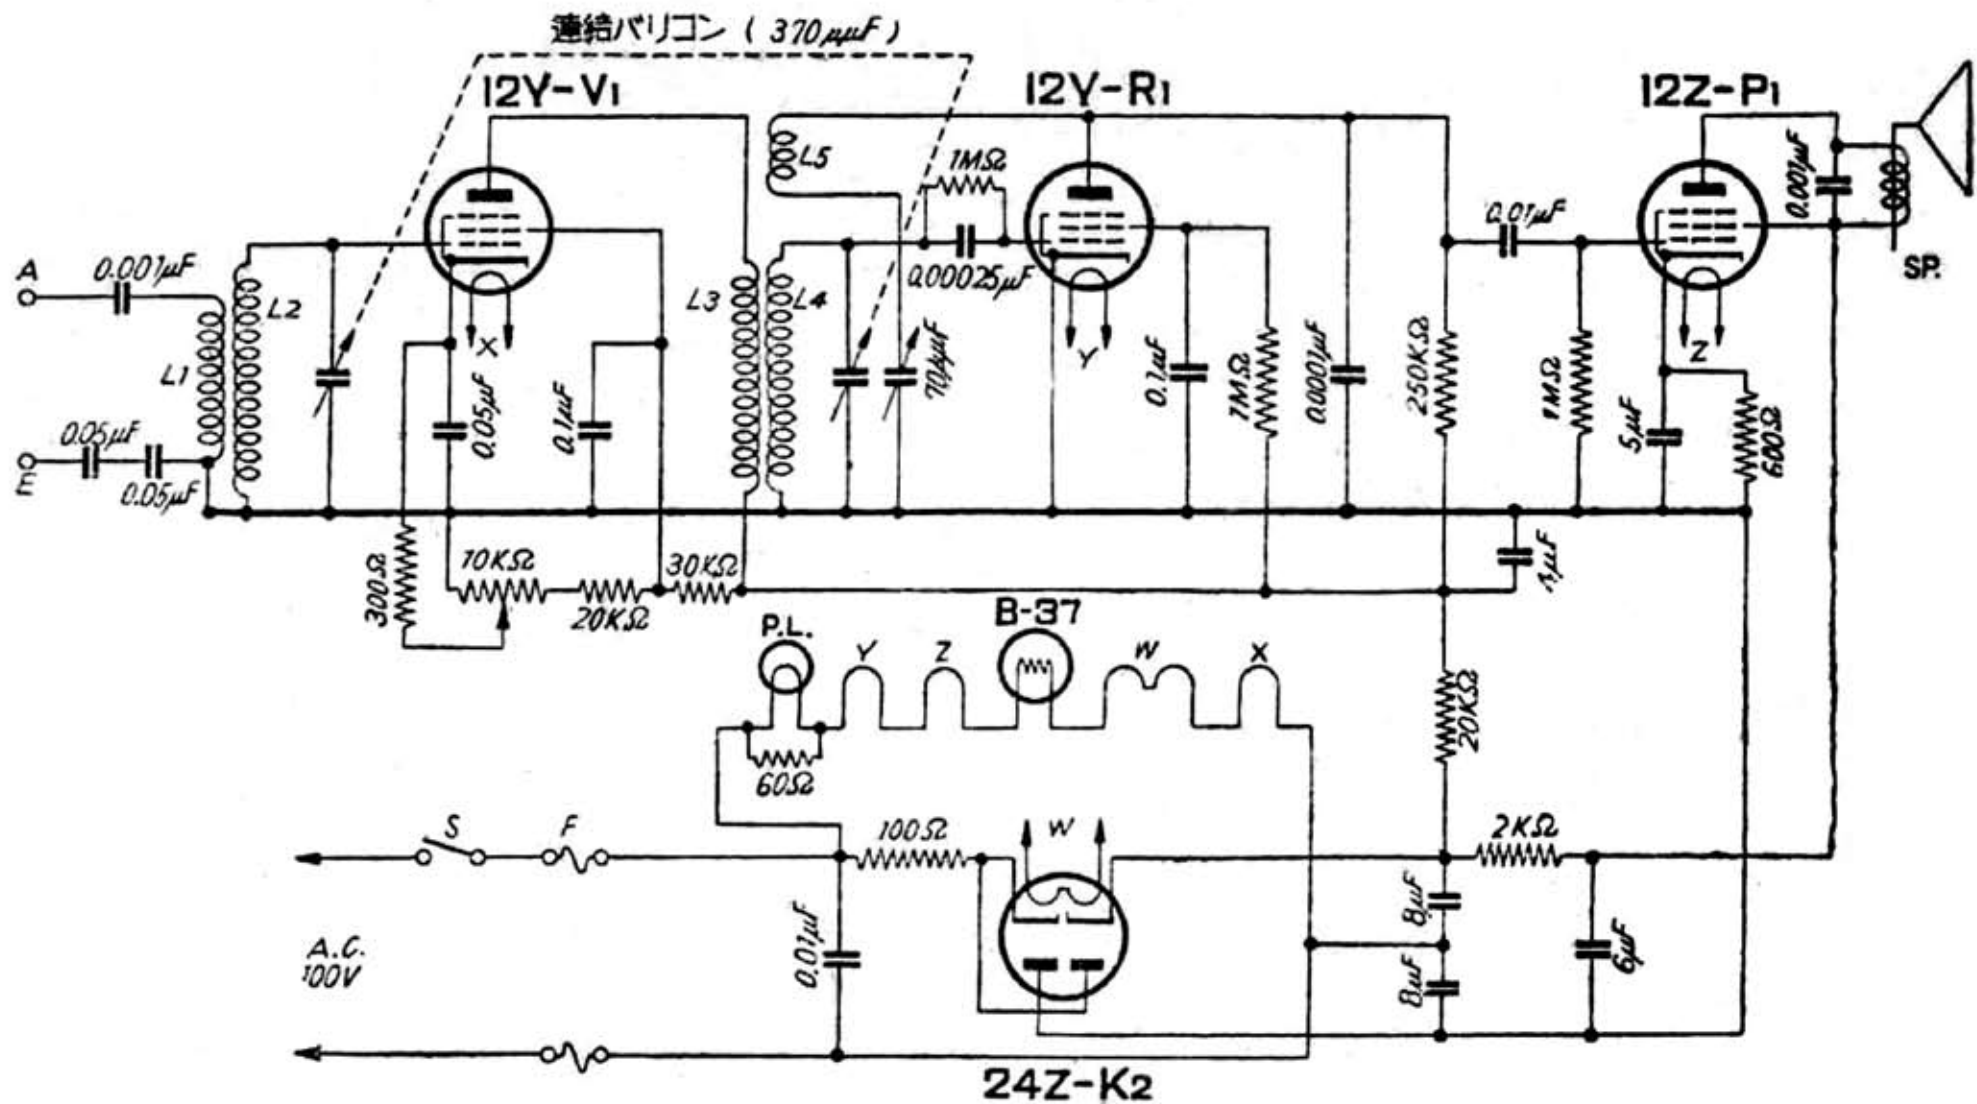 連結バリコン ( 370μμF )
12Y-V1
12Y-R1
12Z-P1
L5
1MΩ
0.01μF
0.001μF
A
0.001μF
L2
L3
L4
0.00025μF
SP.
L1
X
Y
Z
0.05μF
0.1μF
0.1μF
1MΩ
0.0001μF
250KΩ
1MΩ
5μF
600Ω
0.05μF
E
0.05μF
300Ω
10KΩ
20KΩ
30KΩ
P.L.
B-37
Y
Z
W
X
20KΩ
60Ω
S
F
100Ω
W
2KΩ
A.C.
100V
0.01μF
8μF
8μF
6μF
24Z-K2